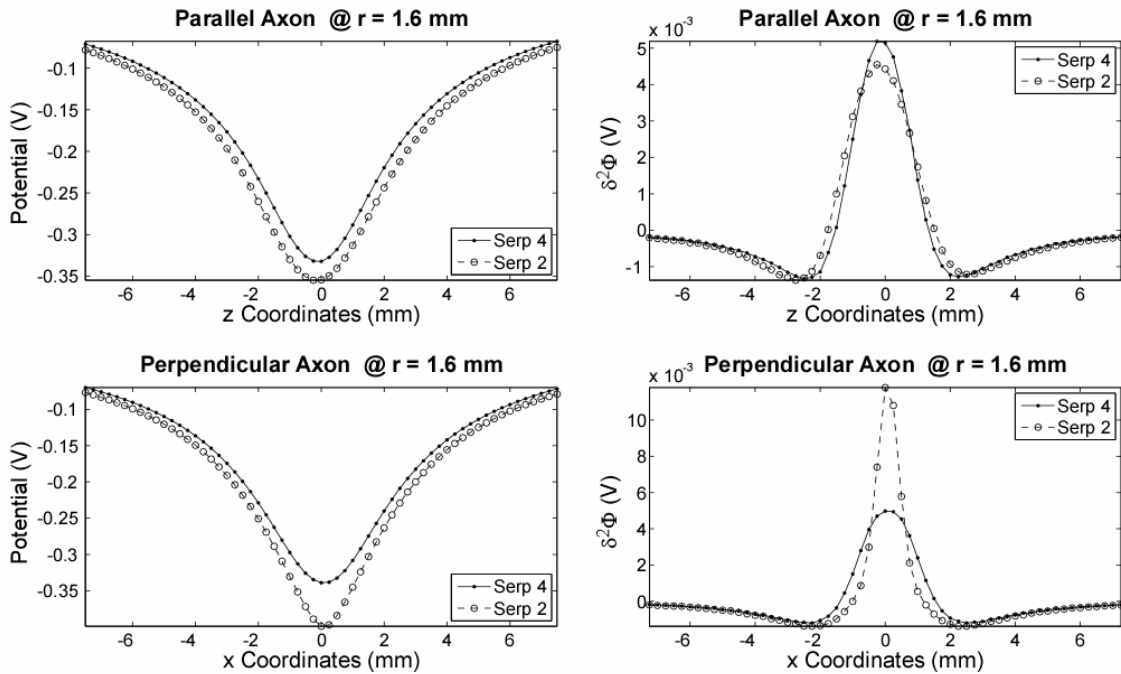 Parallel Axon @ r = 1.6 mm
Potential (V)
-0.1
-0.15
-0.2
-0.25
-0.3
-0.35
Serp 4
Serp 2
-6 -4 -2 0 2 4 6
z Coordinates (mm)
Parallel Axon @ r = 1.6 mm
x 10⁻³
δ²Φ (V)
5
4
3
2
1
0
-1
Serp 4
Serp 2
-6 -4 -2 0 2 4 6
z Coordinates (mm)
Perpendicular Axon @ r = 1.6 mm
Potential (V)
-0.1
-0.15
-0.2
-0.25
-0.3
-0.35
Serp 4
Serp 2
-6 -4 -2 0 2 4 6
x Coordinates (mm)
Perpendicular Axon @ r = 1.6 mm
x 10⁻³
δ²Φ (V)
10
8
6
4
2
0
Serp 4
Serp 2
-6 -4 -2 0 2 4 6
x Coordinates (mm)